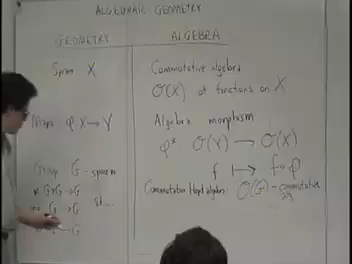 ALGEBRAIC GEOMETRY
GEOMETRY
ALGEBRA
Space X
Commutative algebra
O(X) of functions on X
Maps φ: X → Y
Algebra morphism
φ* O(Y) → O(X)
f ↦ f∘φ
Group G - space
m: G×G → G
→ G
→ G
st...
Commutative Hopf algebra: O(G) - commutative